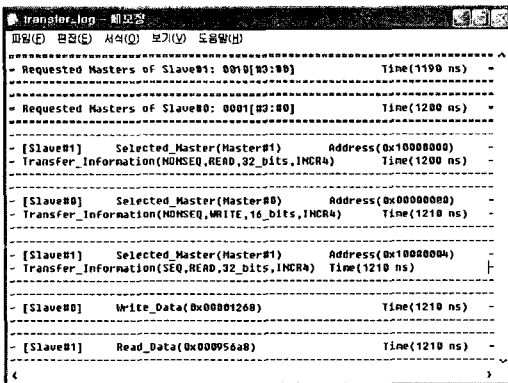 transfer_log - 메모장
파일(F) 편집(E) 서식(O) 보기(V) 도움말(H)
= Requested Masters of Slave#1: 0010[#3:#0] Time(1190 ns) =
= Requested Masters of Slave#0: 0001[#3:#0] Time(1200 ns) =
- [Slave#1] Selected_Master(Master#1) Address(0x10000000) -
- Transfer_Information(NONSEQ,READ,32_bits,INCR4) Time(1200 ns) -
- [Slave#0] Selected_Master(Master#0) Address(0x00000000) -
- Transfer_Information(NONSEQ,WRITE,16_bits,INCR4) Time(1210 ns) -
- [Slave#1] Selected_Master(Master#1) Address(0x10000004) -
- Transfer_Information(SEQ,READ,32_bits,INCR4) Time(1210 ns) -
- [Slave#0] Write_Data(0x00001268) Time(1210 ns) -
- [Slave#1] Read_Data(0x000956a8) Time(1210 ns) -